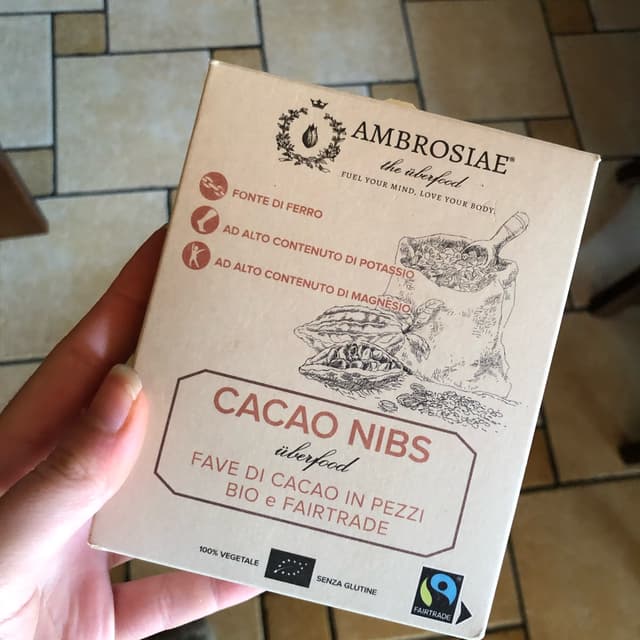 AMBROSIAE®
the überfood
FUEL YOUR MIND, LOVE YOUR BODY.
FONTE DI FERRO
AD ALTO CONTENUTO DI POTASSIO
AD ALTO CONTENUTO DI MAGNESIO
CACAO NIBS
überfood
FAVE DI CACAO IN PEZZI
BIO e FAIRTRADE
100% VEGETALE
SENZA GLUTINE
FAIRTRADE